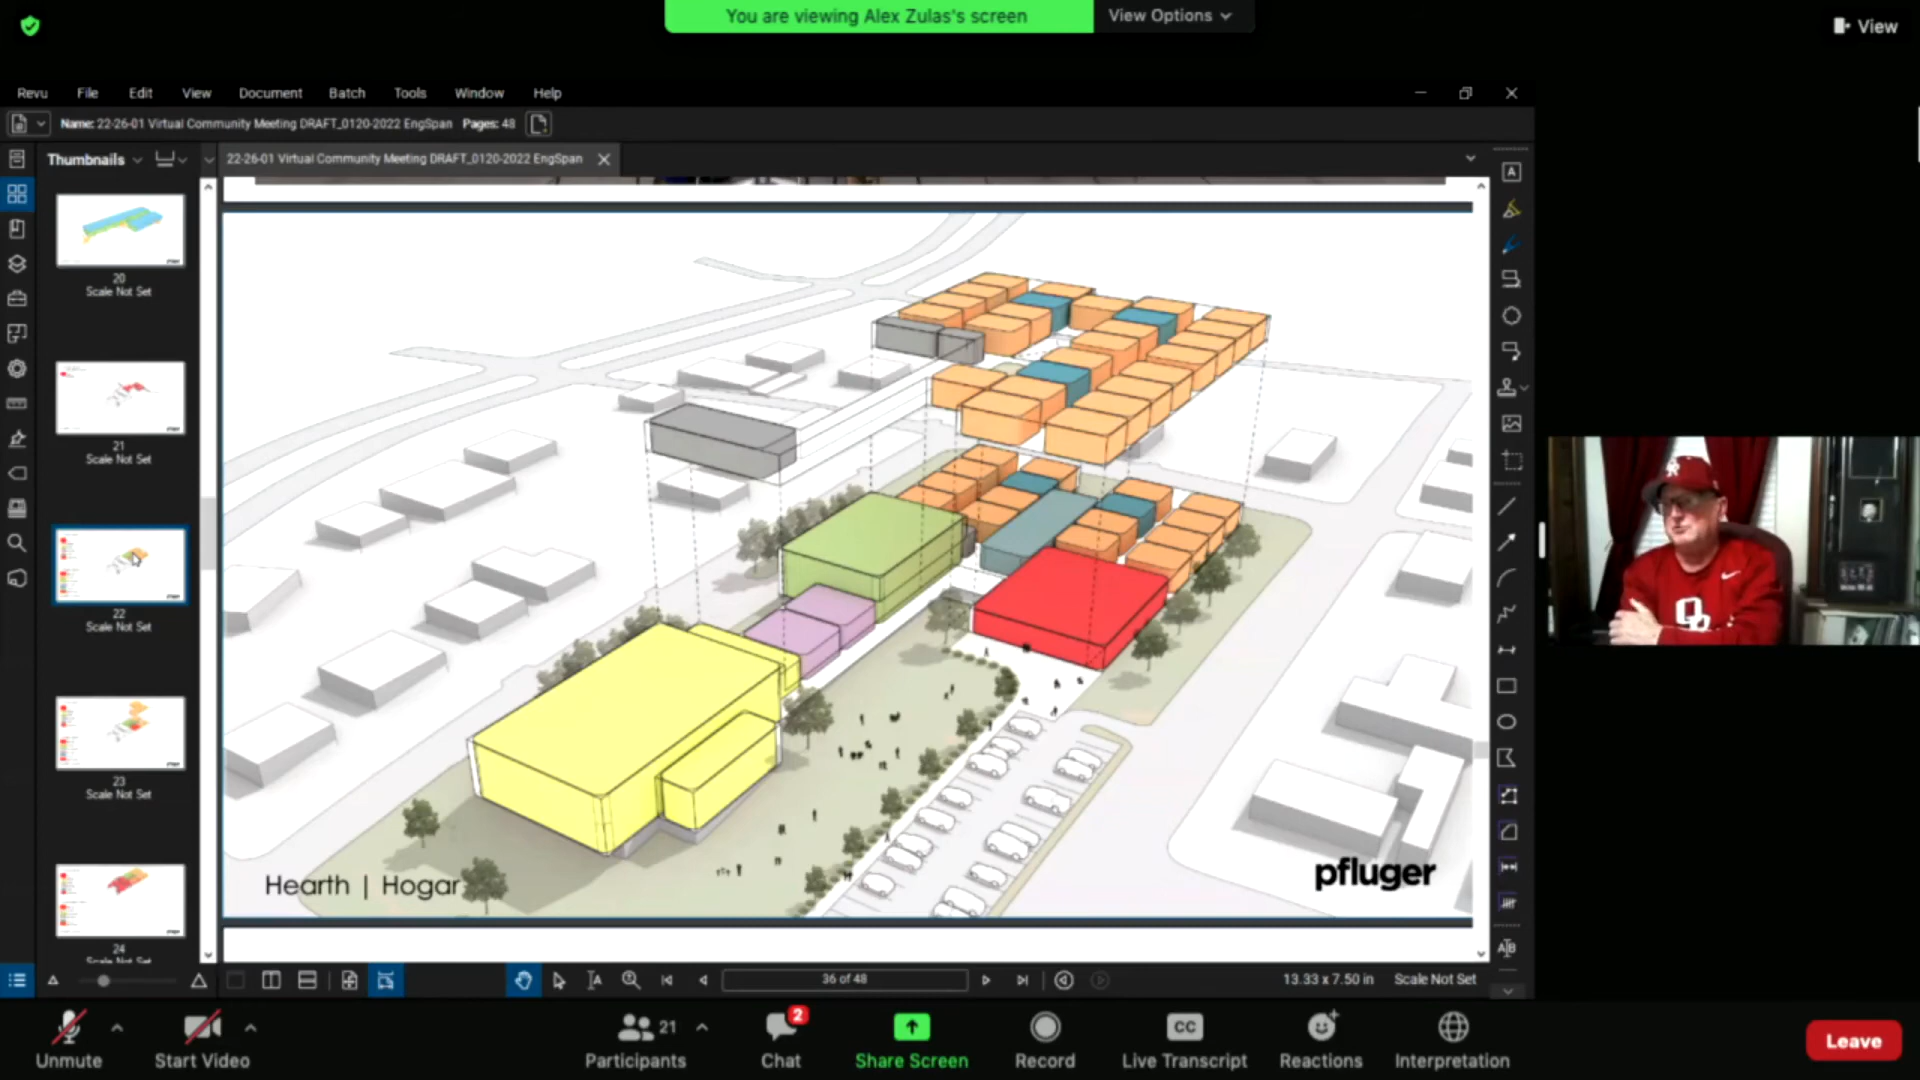 You are viewing Alex Zulas's screen
View Options
View
Revu File Edit View Document Batch Tools Window Help
Name: 22-26-01 Virtual Community Meeting DRAFT_0120-2022 EngSpan Pages: 48
Thumbnails
22-26-01 Virtual Community Meeting DRAFT_0120-2022 EngSpan
20
Scale Not Set
21
Scale Not Set
22
Scale Not Set
23
Scale Not Set
24
Scale Not Set
Hearth | Hogar
pfluger
36 of 48
13.33 x 7.50 in
Scale Not Set
Unmute
Start Video
21
Participants
2
Chat
Share Screen
Record
CC
Live Transcript
Reactions
Interpretation
Leave